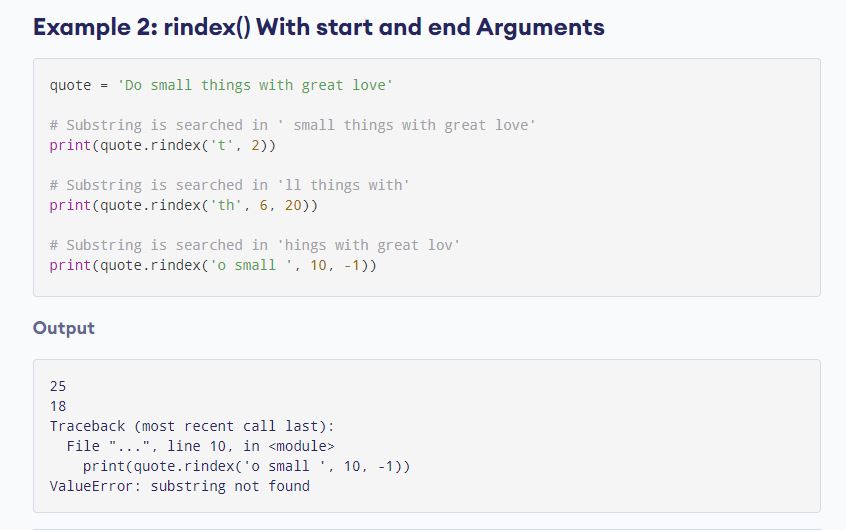 Example 2: rindex() With start and end Arguments
quote = 'Do small things with great love'
# Substring is searched in ' small things with great love'
print(quote.rindex('t', 2))
# Substring is searched in 'll things with'
print(quote.rindex('th', 6, 20))
# Substring is searched in 'hings with great lov'
print(quote.rindex('o small ', 10, -1))
Output
25
18
Traceback (most recent call last):
  File "...", line 10, in <module>
    print(quote.rindex('o small ', 10, -1))
ValueError: substring not found